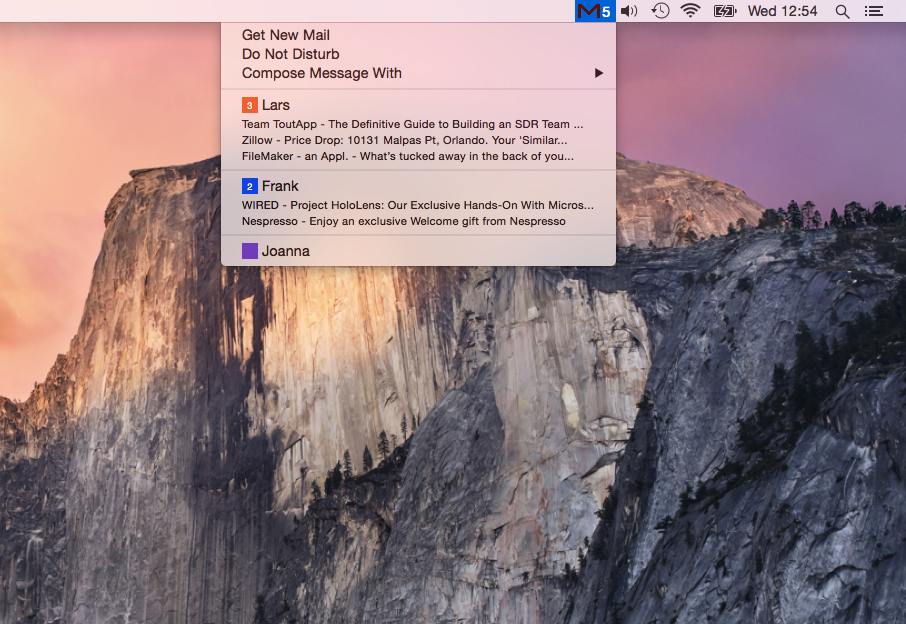 5 Wed 12:54
Get New Mail
Do Not Disturb
Compose Message With
3 Lars
Team ToutApp - The Definitive Guide to Building an SDR Team ...
Zillow - Price Drop: 10131 Malpas Pt, Orlando. Your ‘Similar...
FileMaker - an Appl. - What’s tucked away in the back of you...
2 Frank
WIRED - Project HoloLens: Our Exclusive Hands-On With Micros...
Nespresso - Enjoy an exclusive Welcome gift from Nespresso
Joanna